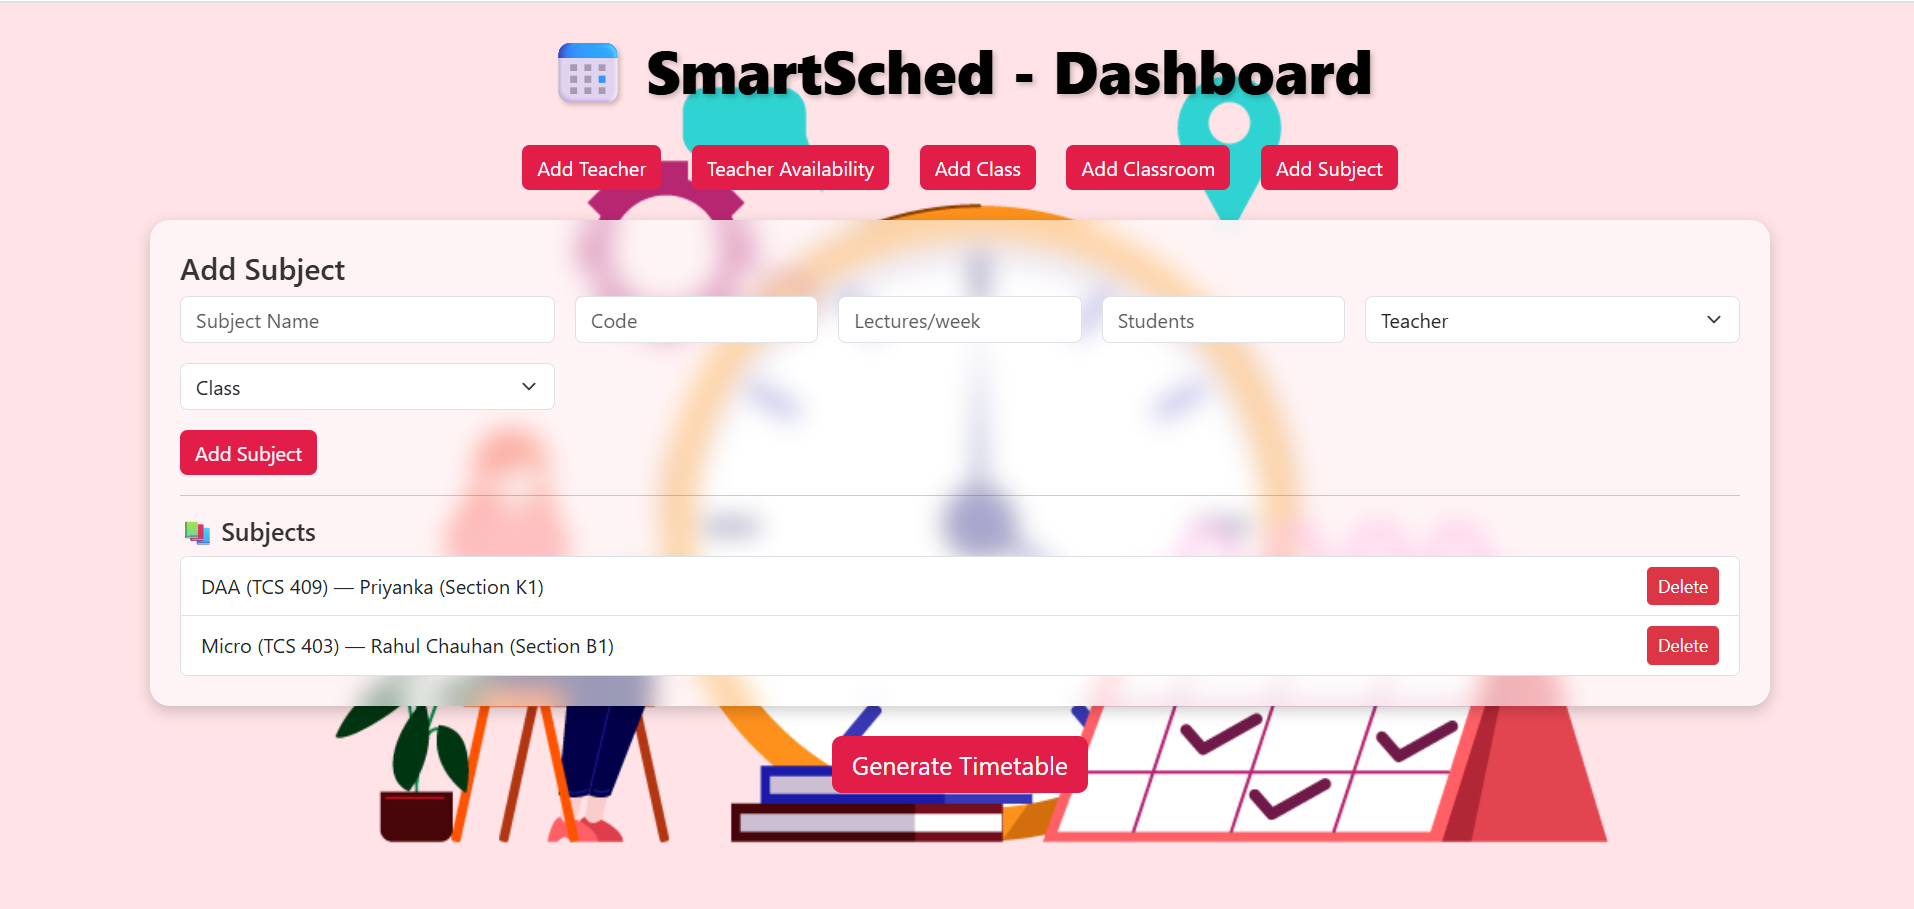 SmartSched - Dashboard
Add Teacher Teacher Availability Add Class Add Classroom Add Subject
Add Subject
Subject Name Code Lectures/week Students Teacher
Class
Add Subject
Subjects
DAA (TCS 409) — Priyanka (Section K1) Delete
Micro (TCS 403) — Rahul Chauhan (Section B1) Delete
Generate Timetable